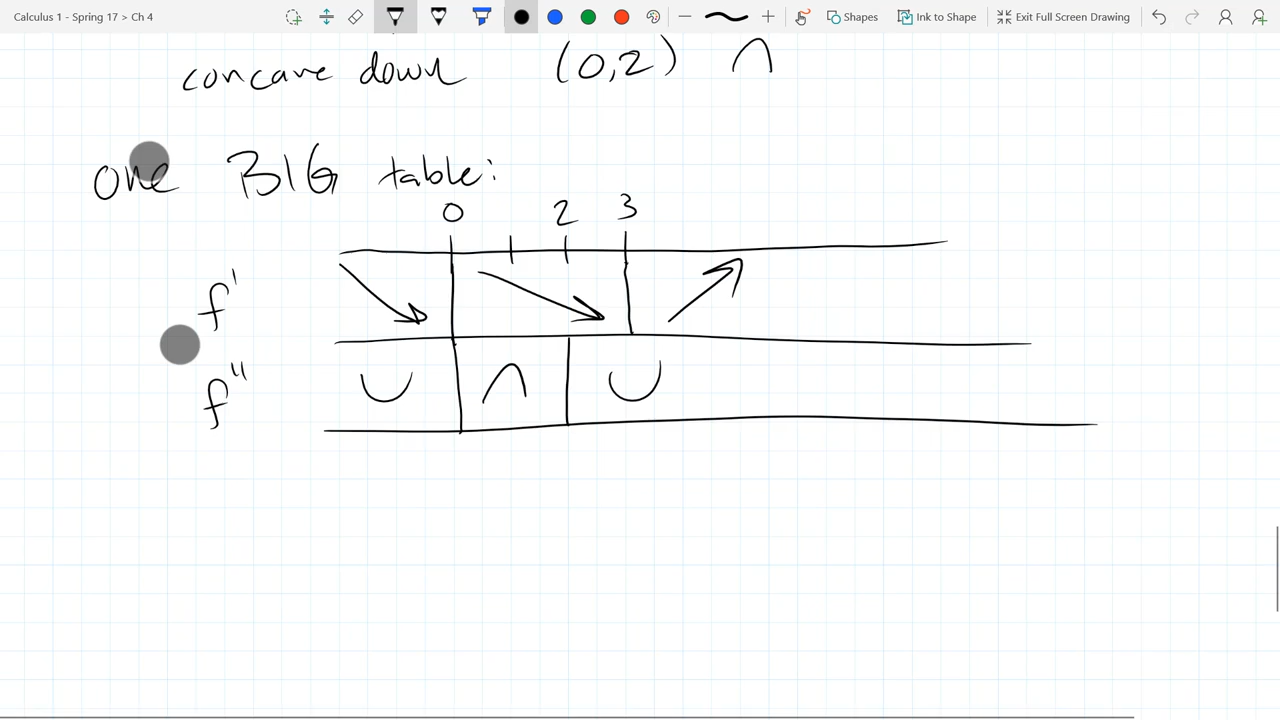 Calculus 1 - Spring 17 > Ch 4 Shapes Ink to Shape Exit Full Screen Drawing
concave down (0,2) ∩
one BIG table:
0 2 3
f'
f" ∪ ∩ ∪